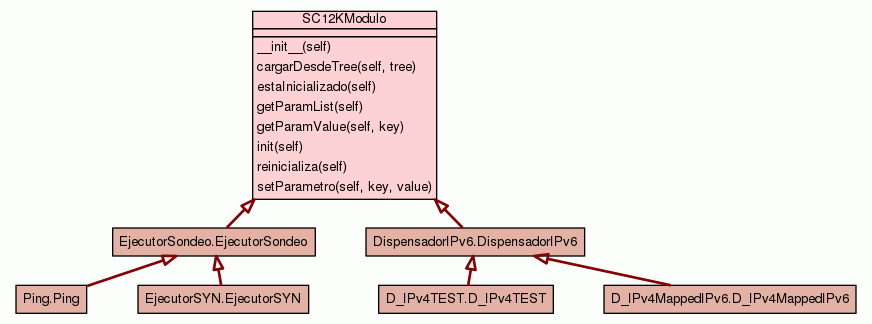 SC12KModulo
__init__(self)
cargarDesdeTree(self, tree)
estaInicializado(self)
getParamList(self)
getParamValue(self, key)
init(self)
reinicializa(self)
setParametro(self, key, value)
EjecutorSondeo.EjecutorSondeo
DispensadorIPv6.DispensadorIPv6
Ping.Ping
EjecutorSYN.EjecutorSYN
D_IPv4TEST.D_IPv4TEST
D_IPv4MappedIPv6.D_IPv4MappedIPv6